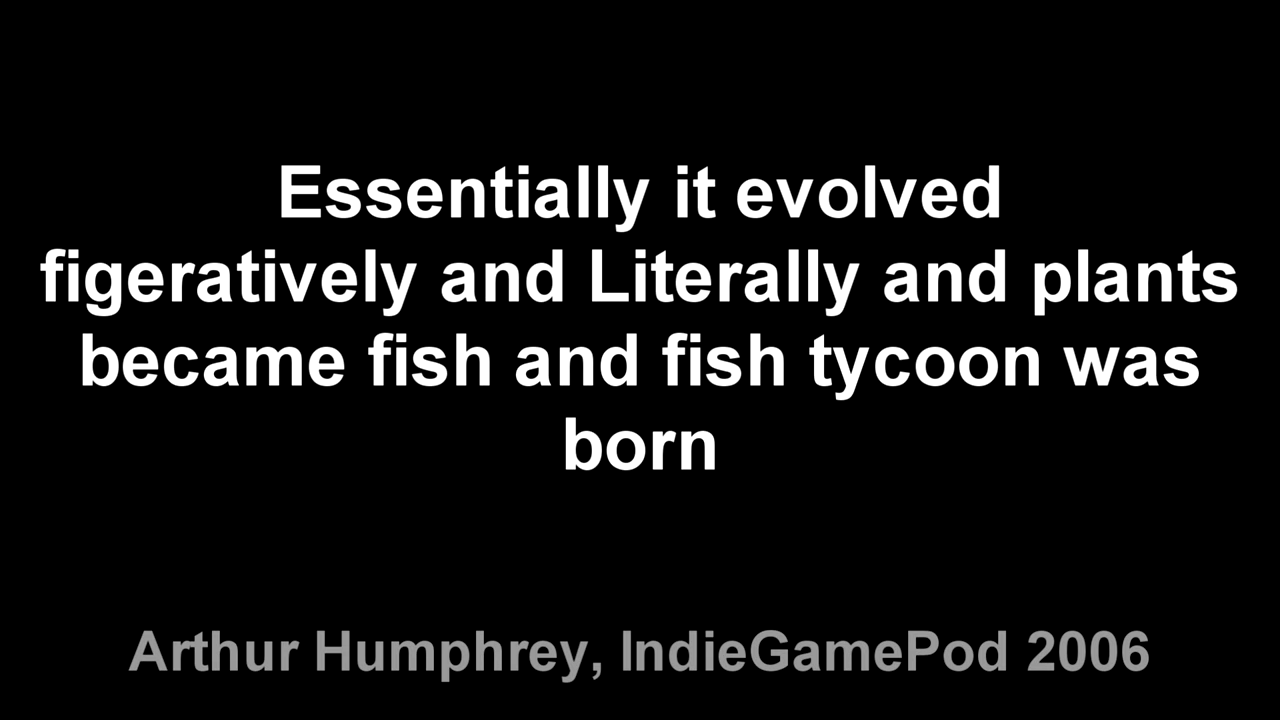 Essentially it evolved
figeratively and Literally and plants
became fish and fish tycoon was
born
Arthur Humphrey, IndieGamePod 2006